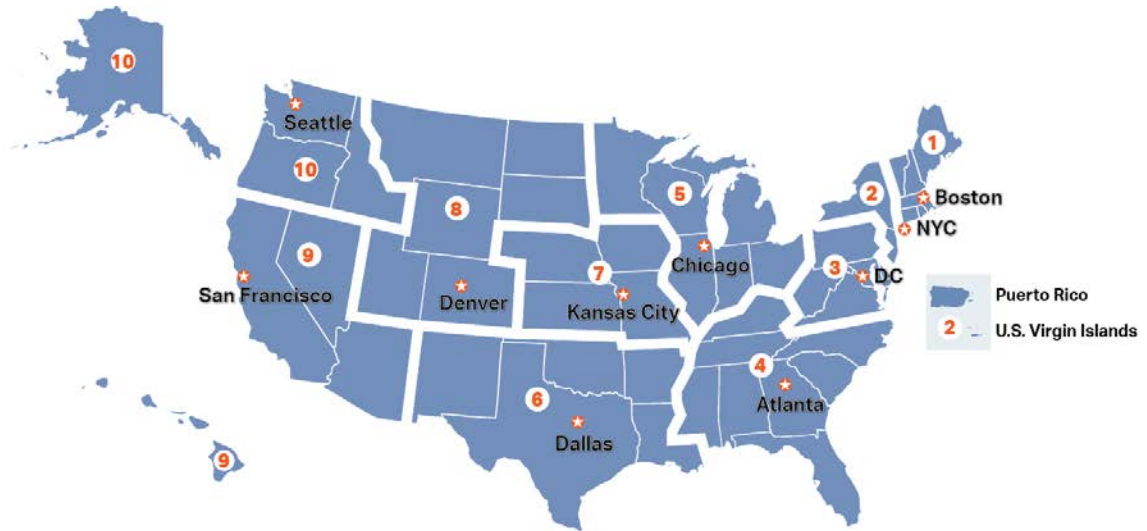 10
Seattle
10
8
5
1
2
Boston
NYC
9
7
Chicago
3
DC
San Francisco
Denver
Kansas City
Puerto Rico
2
U.S. Virgin Islands
4
Atlanta
6
Dallas
9